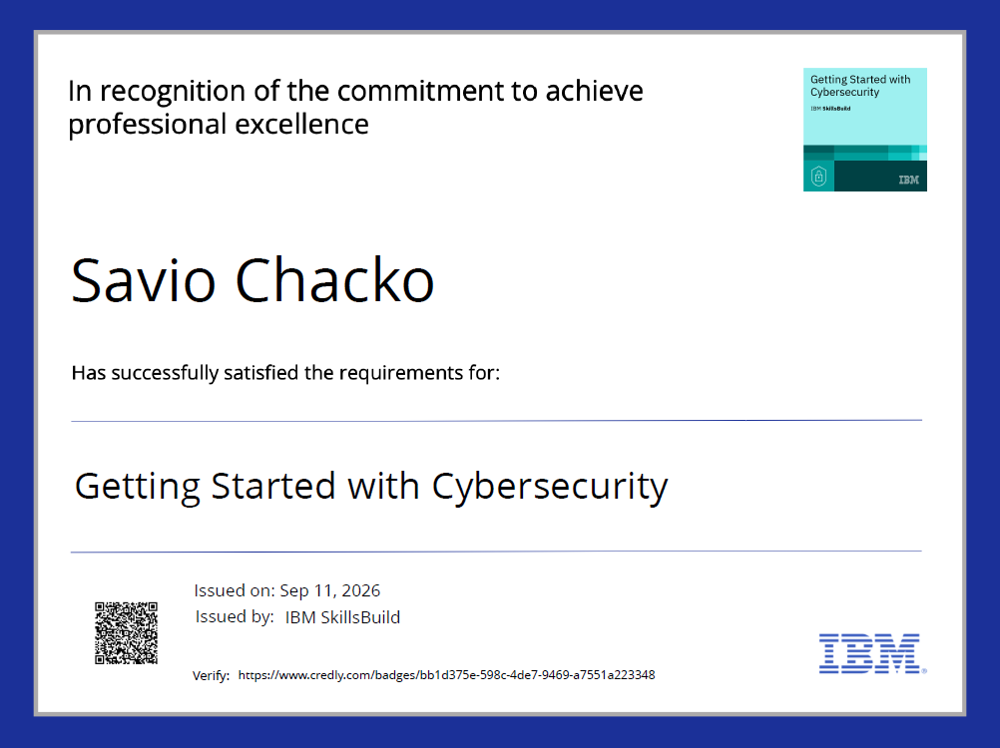 In recognition of the commitment to achieve
professional excellence
Getting Started with
Cybersecurity
IBM SkillsBuild
IBM
Savio Chacko
Has successfully satisfied the requirements for:
Getting Started with Cybersecurity
Issued on: Sep 11, 2026
Issued by: IBM SkillsBuild
IBM®
Verify: https://www.credly.com/badges/bb1d375e-598c-4de7-9469-a7551a223348